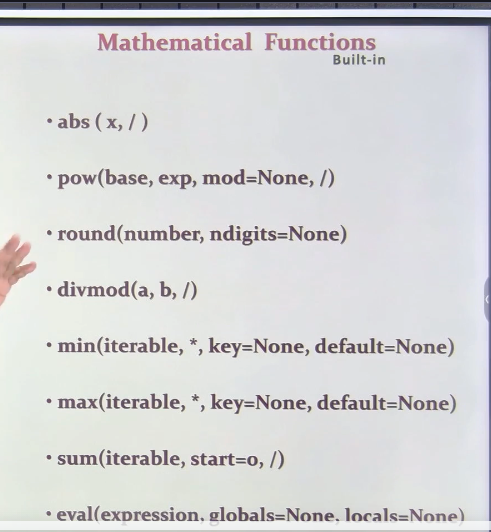 Mathematical Functions
Built-in
• abs ( x, / )
• pow(base, exp, mod=None, /)
• round(number, ndigits=None)
• divmod(a, b, /)
• min(iterable, *, key=None, default=None)
• max(iterable, *, key=None, default=None)
• sum(iterable, start=0, /)
• eval(expression, globals=None, locals=None)